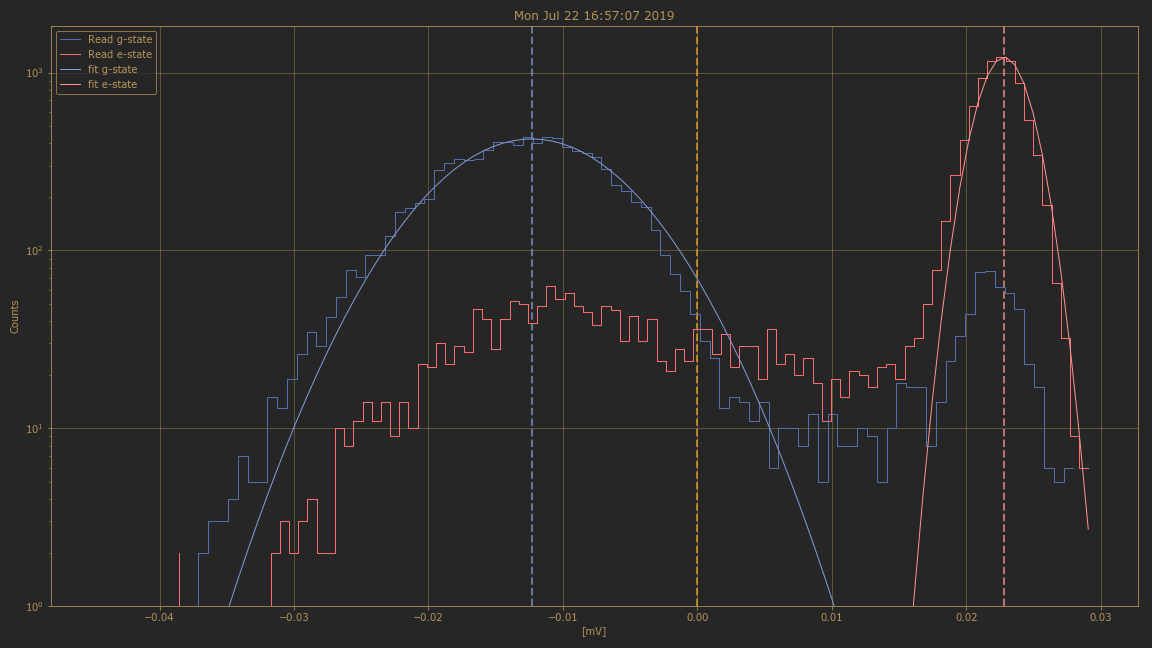 Mon Jul 22 16:57:07 2019
Read g-state
Read e-state
fit g-state
fit e-state
Counts
10³
10²
10¹
10⁰
−0.04 −0.03 −0.02 −0.01 0.00 0.01 0.02 0.03
[mV]